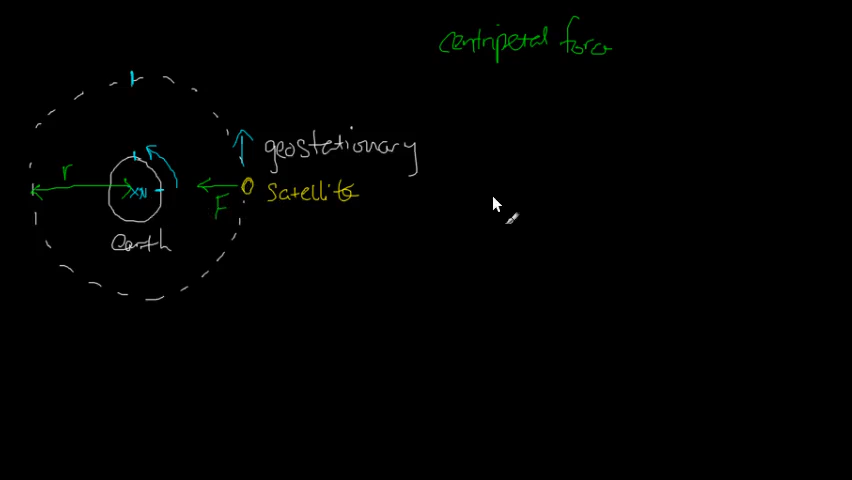 centripetal force
geostationary
r
N
F
satellite
earth